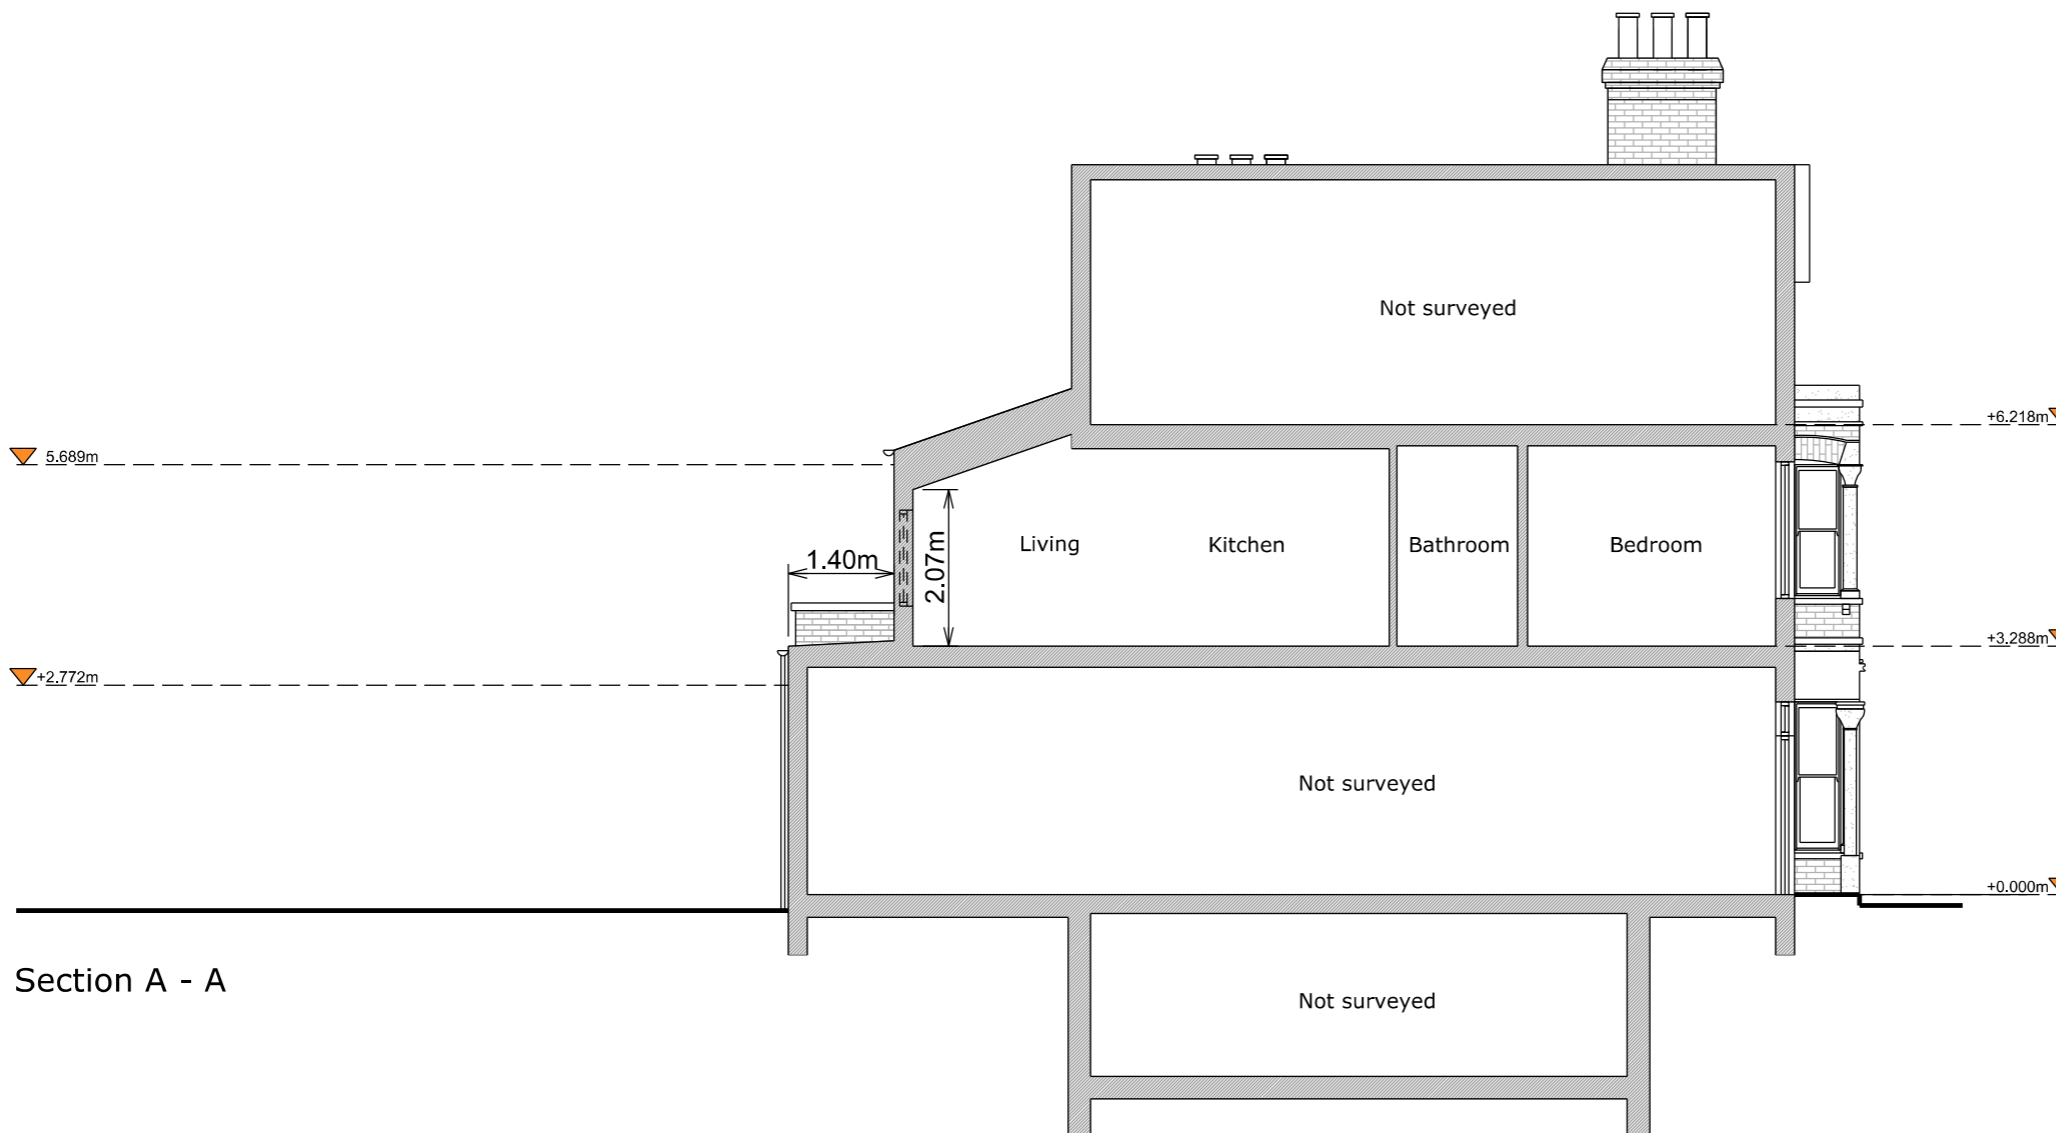 Not surveyed
+6.218m
5.689m
1.40m
2.07m
Living
Kitchen
Bathroom
Bedroom
+3.288m
+2.772m
Not surveyed
+0.000m
Section A - A
Not surveyed